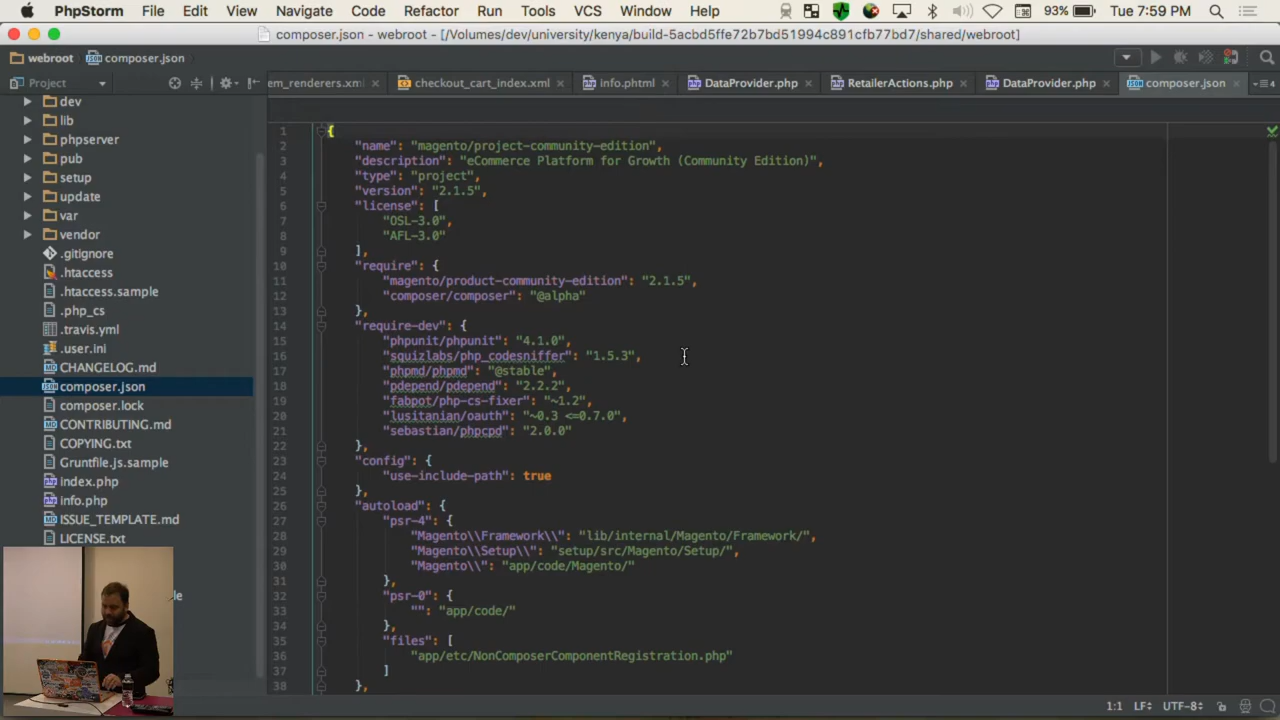 PhpStorm File Edit View Navigate Code Refactor Run Tools VCS Window Help 93% Tue 7:59 PM
composer.json - webroot - [/Volumes/dev/university/kenya/build-5acbd5ffe72b7bd51994c891cfb77bd7/shared/webroot]
webroot composer.json
Project
em_renderers.xml checkout_cart_index.xml info.phtml DataProvider.php RetailerActions.php DataProvider.php composer.json 4
dev
lib
phpserver
pub
setup
update
var
vendor
.gitignore
.htaccess
.htaccess.sample
.php_cs
.travis.yml
.user.ini
CHANGELOG.md
composer.json
composer.lock
CONTRIBUTING.md
COPYING.txt
Gruntfile.js.sample
index.php
info.php
ISSUE_TEMPLATE.md
LICENSE.txt
1 {
2 "name": "magento/project-community-edition",
3 "description": "eCommerce Platform for Growth (Community Edition)",
4 "type": "project",
5 "version": "2.1.5",
6 "license": [
7 "OSL-3.0",
8 "AFL-3.0"
9 ],
10 "require": {
11 "magento/product-community-edition": "2.1.5",
12 "composer/composer": "@alpha"
13 },
14 "require-dev": {
15 "phpunit/phpunit": "4.1.0",
16 "squizlabs/php_codesniffer": "1.5.3",
17 "phpmd/phpmd": "@stable",
18 "pdepend/pdepend": "2.2.2",
19 "fabpot/php-cs-fixer": "~1.2",
20 "lusitanian/oauth": "~0.3 <=0.7.0",
21 "sebastian/phpcpd": "2.0.0"
22 },
23 "config": {
24 "use-include-path": true
25 },
26 "autoload": {
27 "psr-4": {
28 "Magento\\Framework\\": "lib/internal/Magento/Framework/",
29 "Magento\\Setup\\": "setup/src/Magento/Setup/",
30 "Magento\\": "app/code/Magento/"
31 },
32 "psr-0": {
33 "": "app/code/"
34 },
35 "files": [
36 "app/etc/NonComposerComponentRegistration.php"
37 ]
38 },
1:1 LF UTF-8